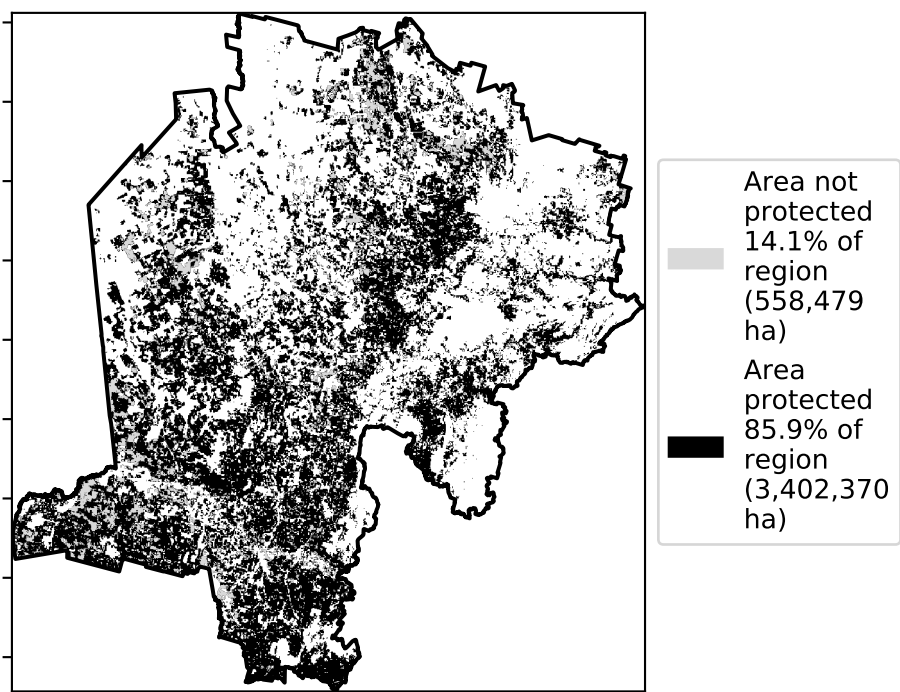 Area not
protected
14.1% of
region
(558,479
ha)
Area
protected
85.9% of
region
(3,402,370
ha)